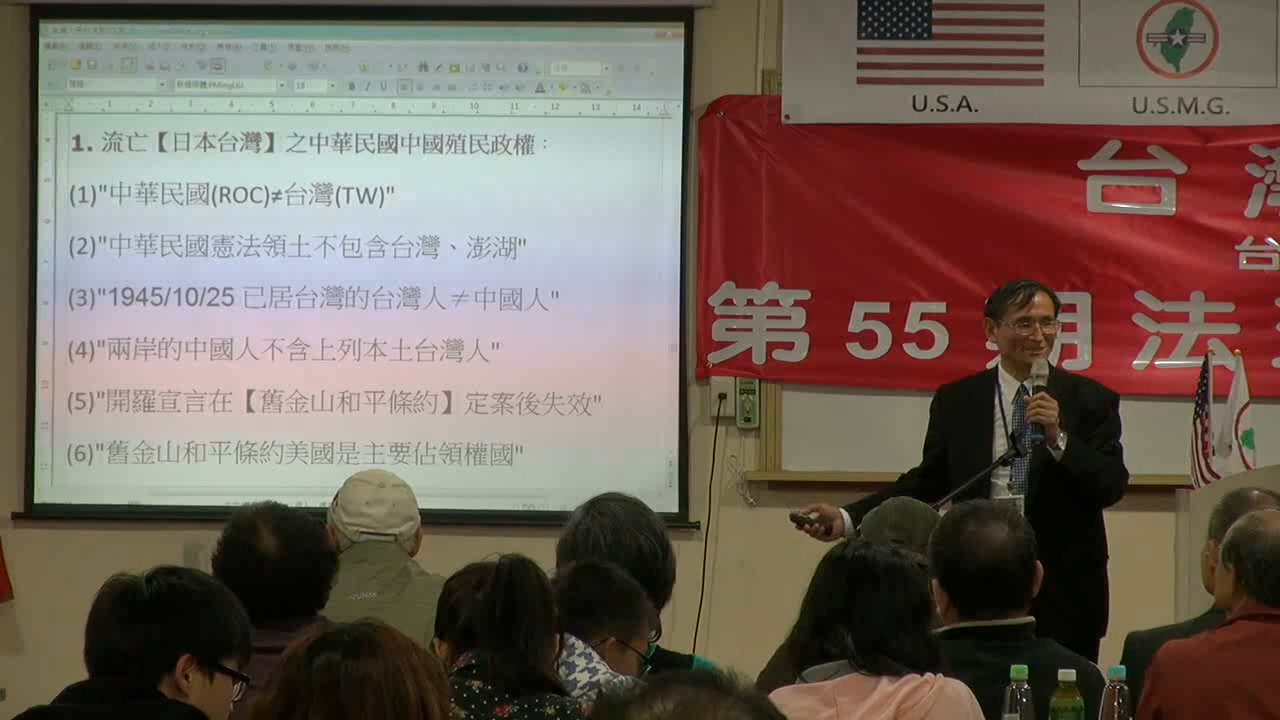 1. 流亡【日本台灣】之中華民國中國殖民政權：
(1)"中華民國(ROC)≠台灣(TW)"
(2)"中華民國憲法領土不包含台灣、澎湖"
(3)"1945/10/25 已居台灣的台灣人≠中國人"
(4)"兩岸的中國人不含上列本土台灣人"
(5)"開羅宣言在【舊金山和平條約】定案後失效"
(6)"舊金山和平條約美國是主要佔領權國"
U.S.A.
U.S.M.G.
台灣
台
第 55 期 法